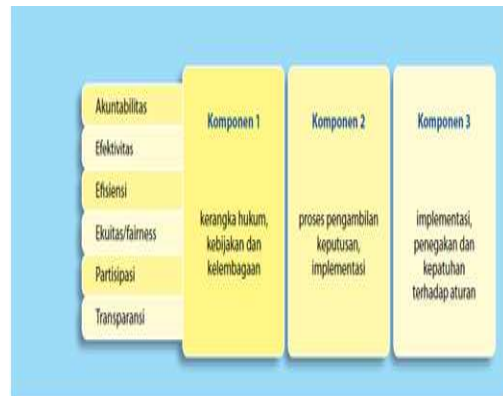 Akuntabilitas
Efektivitas
Efisiensi
Ekuitas/fairness
Partisipasi
Transparansi
Komponen 1
kerangka hukum,
kebijakan dan
kelembagaan
Komponen 2
proses pengambilan
keputusan,
implementasi
Komponen 3
implementasi,
penegakan dan
kepatuhan
terhadap aturan